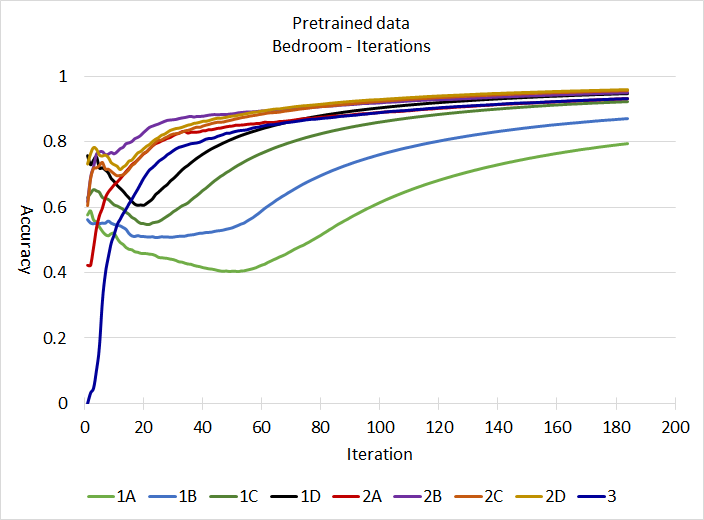 Pretrained data
Bedroom - Iterations
1
0.8
0.6
0.4
0.2
0
Accuracy
0 20 40 60 80 100 120 140 160 180 200
Iteration
1A 1B 1C 1D 2A 2B 2C 2D 3